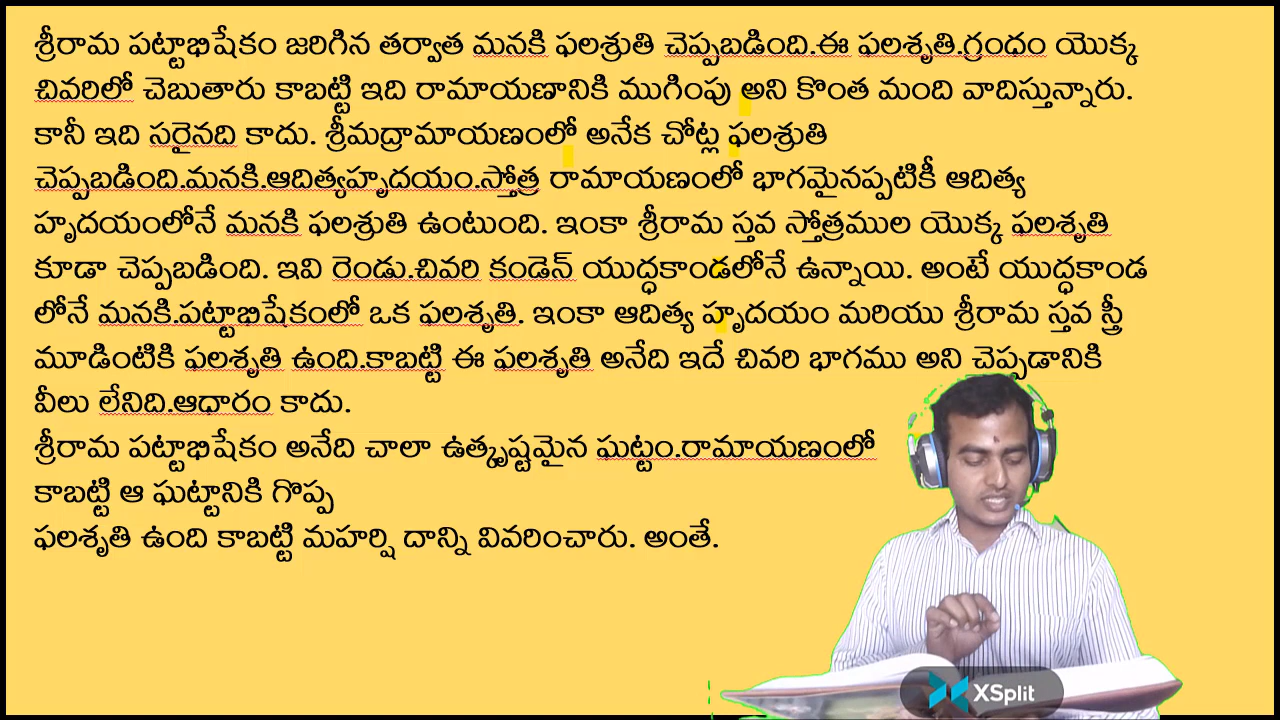 శ్రీరామ పట్టాభిషేకం జరిగిన తర్వాత మనకి ఫలశ్రుతి చెప్పబడింది.ఈ ఫలశృతి.గ్రందం యొక్క
చివరిలో చెబుతారు కాబట్టి ఇది రామాయణానికి ముగింపు అని కొంత మంది వాదిస్తున్నారు.
కానీ ఇది సరైనది కాదు. శ్రీమద్రామాయణంలో అనేక చోట్ల ఫలశ్రుతి
చెప్పబడింది.మనకి.ఆదిత్యహృదయం.స్తోత్ర రామాయణంలో భాగమైనప్పటికీ ఆదిత్య
హృదయంలోనే మనకి ఫలశ్రుతి ఉంటుంది. ఇంకా శ్రీరామ స్తవ స్తోత్రముల యొక్క ఫలశృతి
కూడా చెప్పబడింది. ఇవి రెండు.చివరి కండెన్ యుద్ధకాండలోనే ఉన్నాయి. అంటే యుద్ధకాండ
లోనే మనకి.పట్టాభిషేకంలో ఒక ఫలశృతి. ఇంకా ఆదిత్య హృదయం మరియు శ్రీరామ స్తవ స్త్రీ
మూడింటికి ఫలశృతి ఉంది.కాబట్టి ఈ ఫలశృతి అనేది ఇదే చివరి భాగము అని చెప్పడానికి
వీలు లేనిది.ఆధారం కాదు.
శ్రీరామ పట్టాభిషేకం అనేది చాలా ఉత్కృష్టమైన ఘట్టం.రామాయణంలో
కాబట్టి ఆ ఘట్టానికి గొప్ప
ఫలశృతి ఉంది కాబట్టి మహర్షి దాన్ని వివరించారు. అంతే.
XSplit